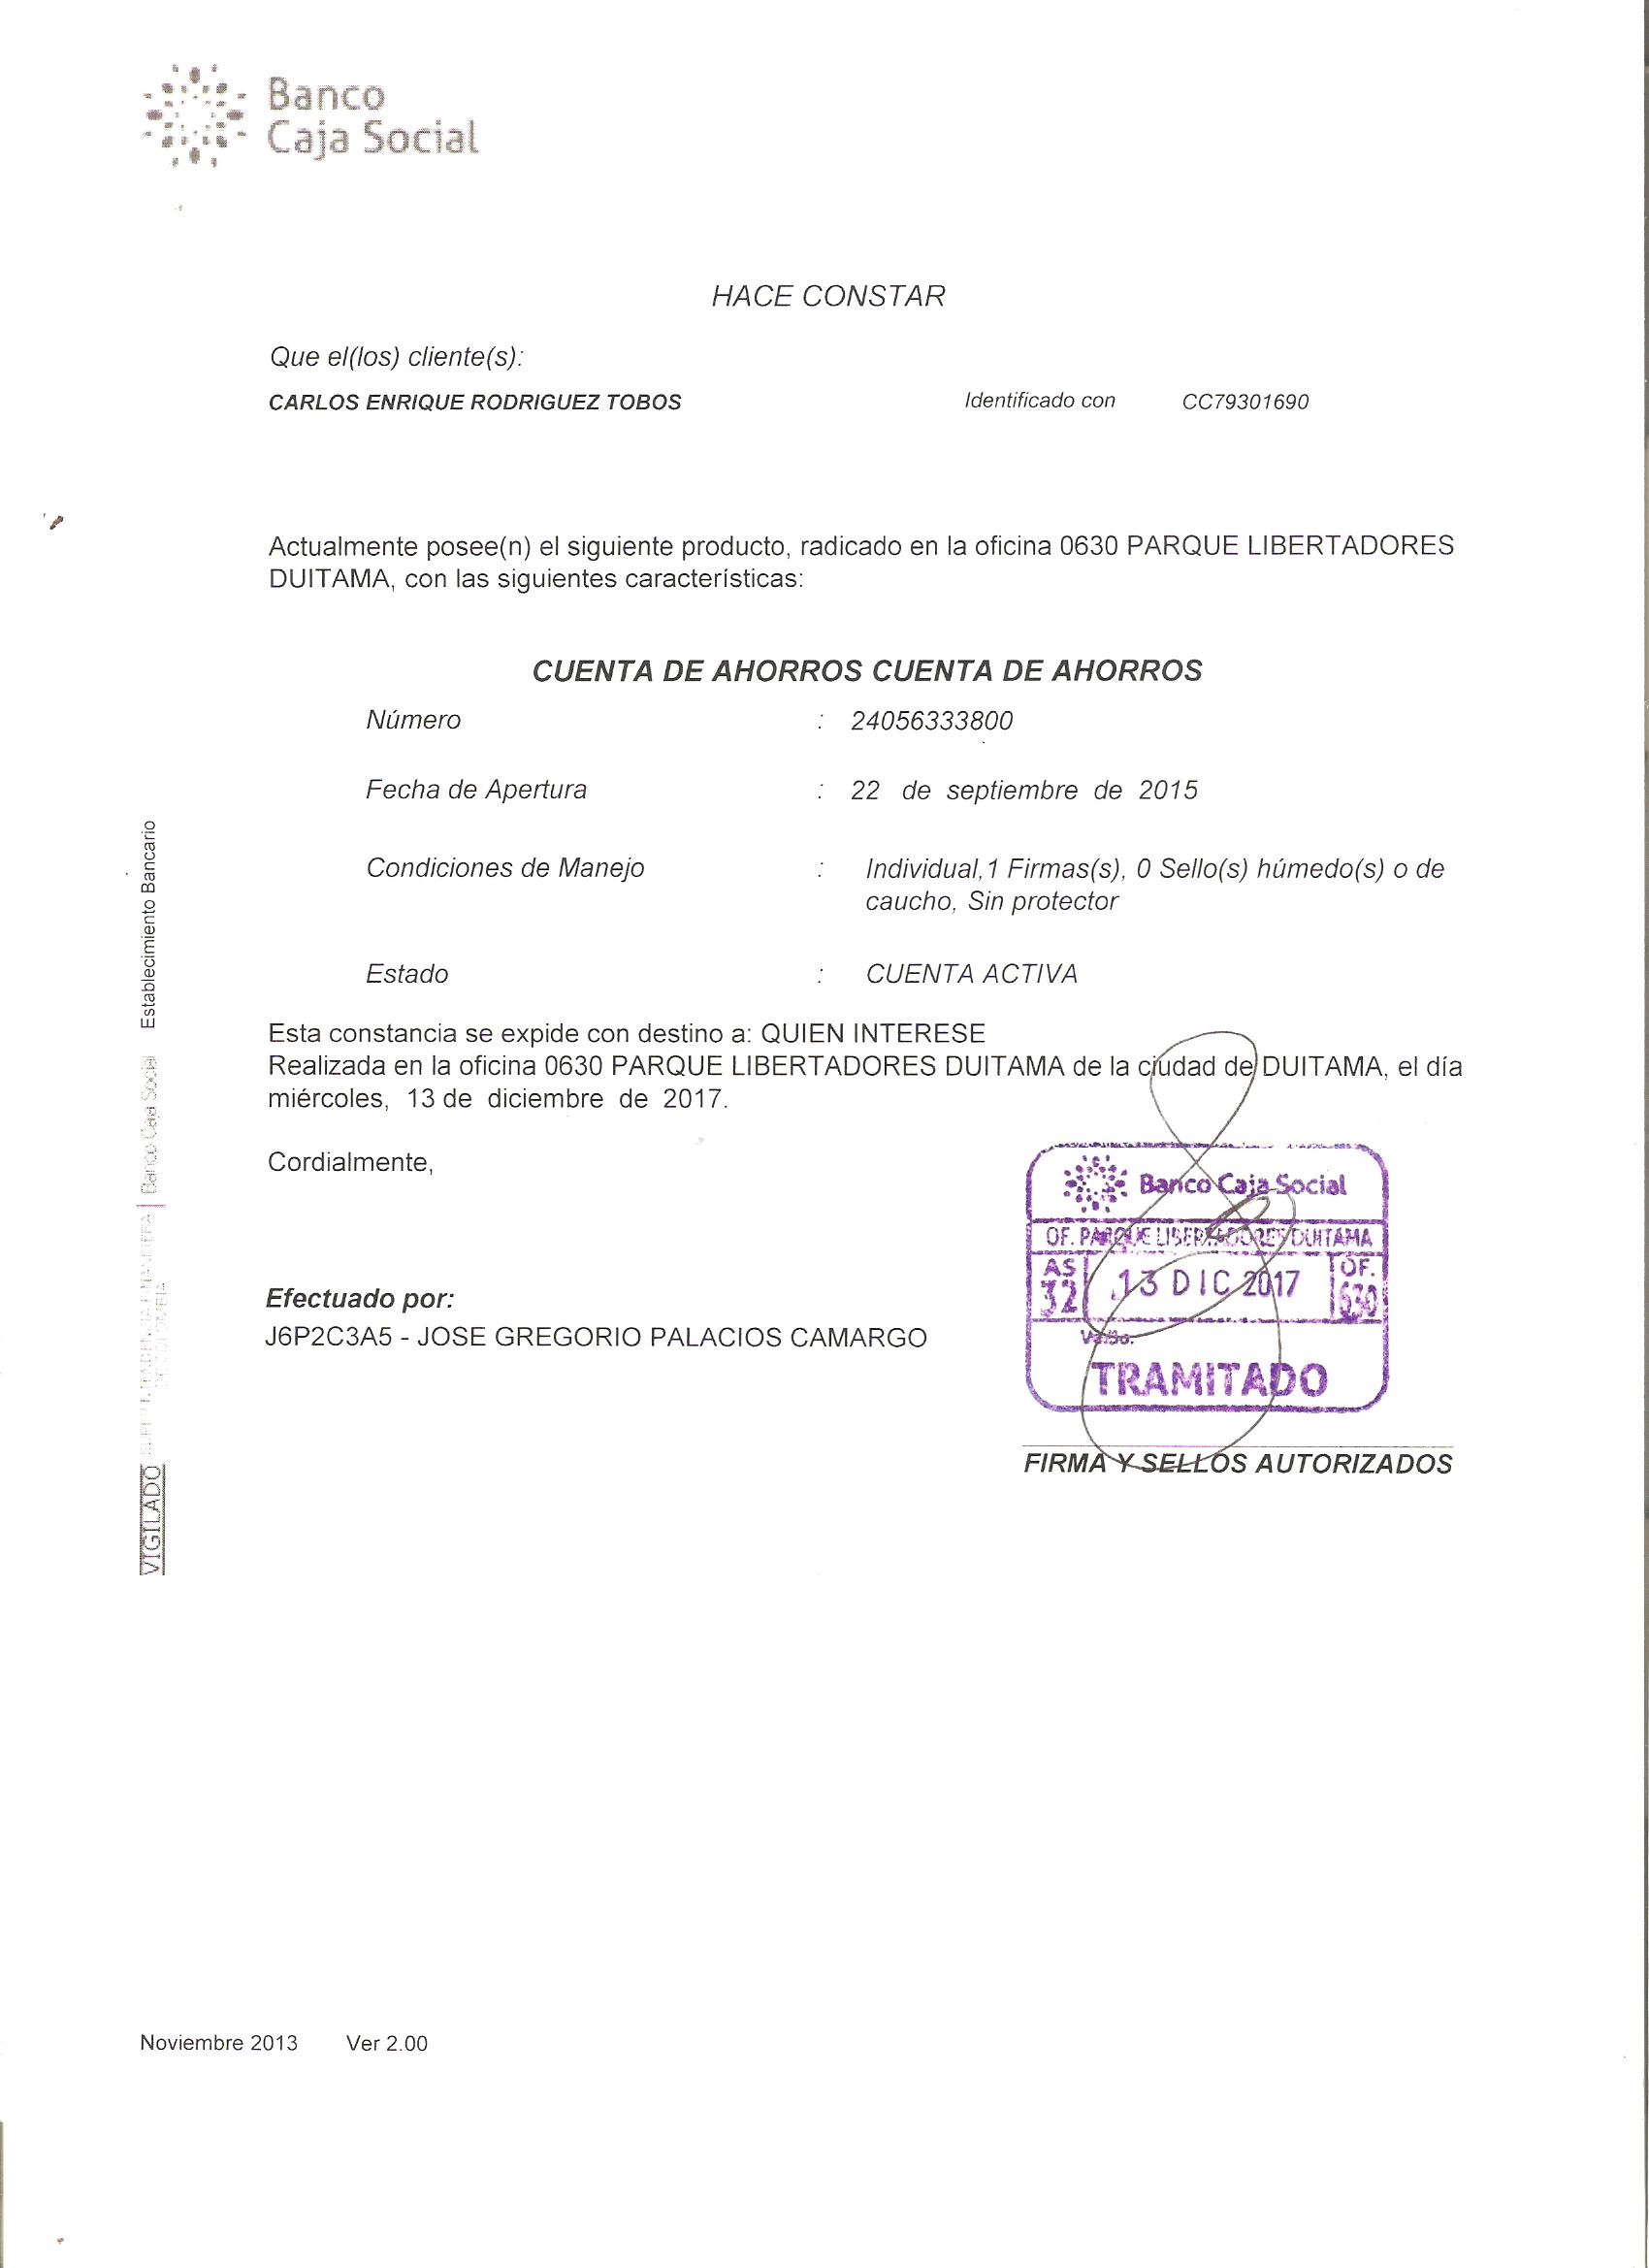 Banco
Caja Social
HACE CONSTAR
Que el(los) cliente(s):
CARLOS ENRIQUE RODRIGUEZ TOBOS Identificado con CC79301690
Actualmente posee(n) el siguiente producto, radicado en la oficina 0630 PARQUE LIBERTADORES
DUITAMA, con las siguientes características:
CUENTA DE AHORROS CUENTA DE AHORROS
Número : 24056333800
Fecha de Apertura : 22 de septiembre de 2015
Condiciones de Manejo : Individual,1 Firmas(s), 0 Sello(s) húmedo(s) o de
caucho, Sin protector
Estado : CUENTA ACTIVA
Esta constancia se expide con destino a: QUIEN INTERESE
Realizada en la oficina 0630 PARQUE LIBERTADORES DUITAMA de la ciudad de DUITAMA, el día
miércoles, 13 de diciembre de 2017.
Cordialmente,
Banco Caja Social
OF. PARQUE LIBERTADORES DUITAMA
AS 32 13 DIC 2017 OF. 630
TRAMITADO
Efectuado por:
J6P2C3A5 - JOSE GREGORIO PALACIOS CAMARGO
FIRMA Y SELLOS AUTORIZADOS
VIGILADO SUPERINTENDENCIA FINANCIERA Banco Caja Social Establecimiento Bancario
Noviembre 2013 Ver 2.00